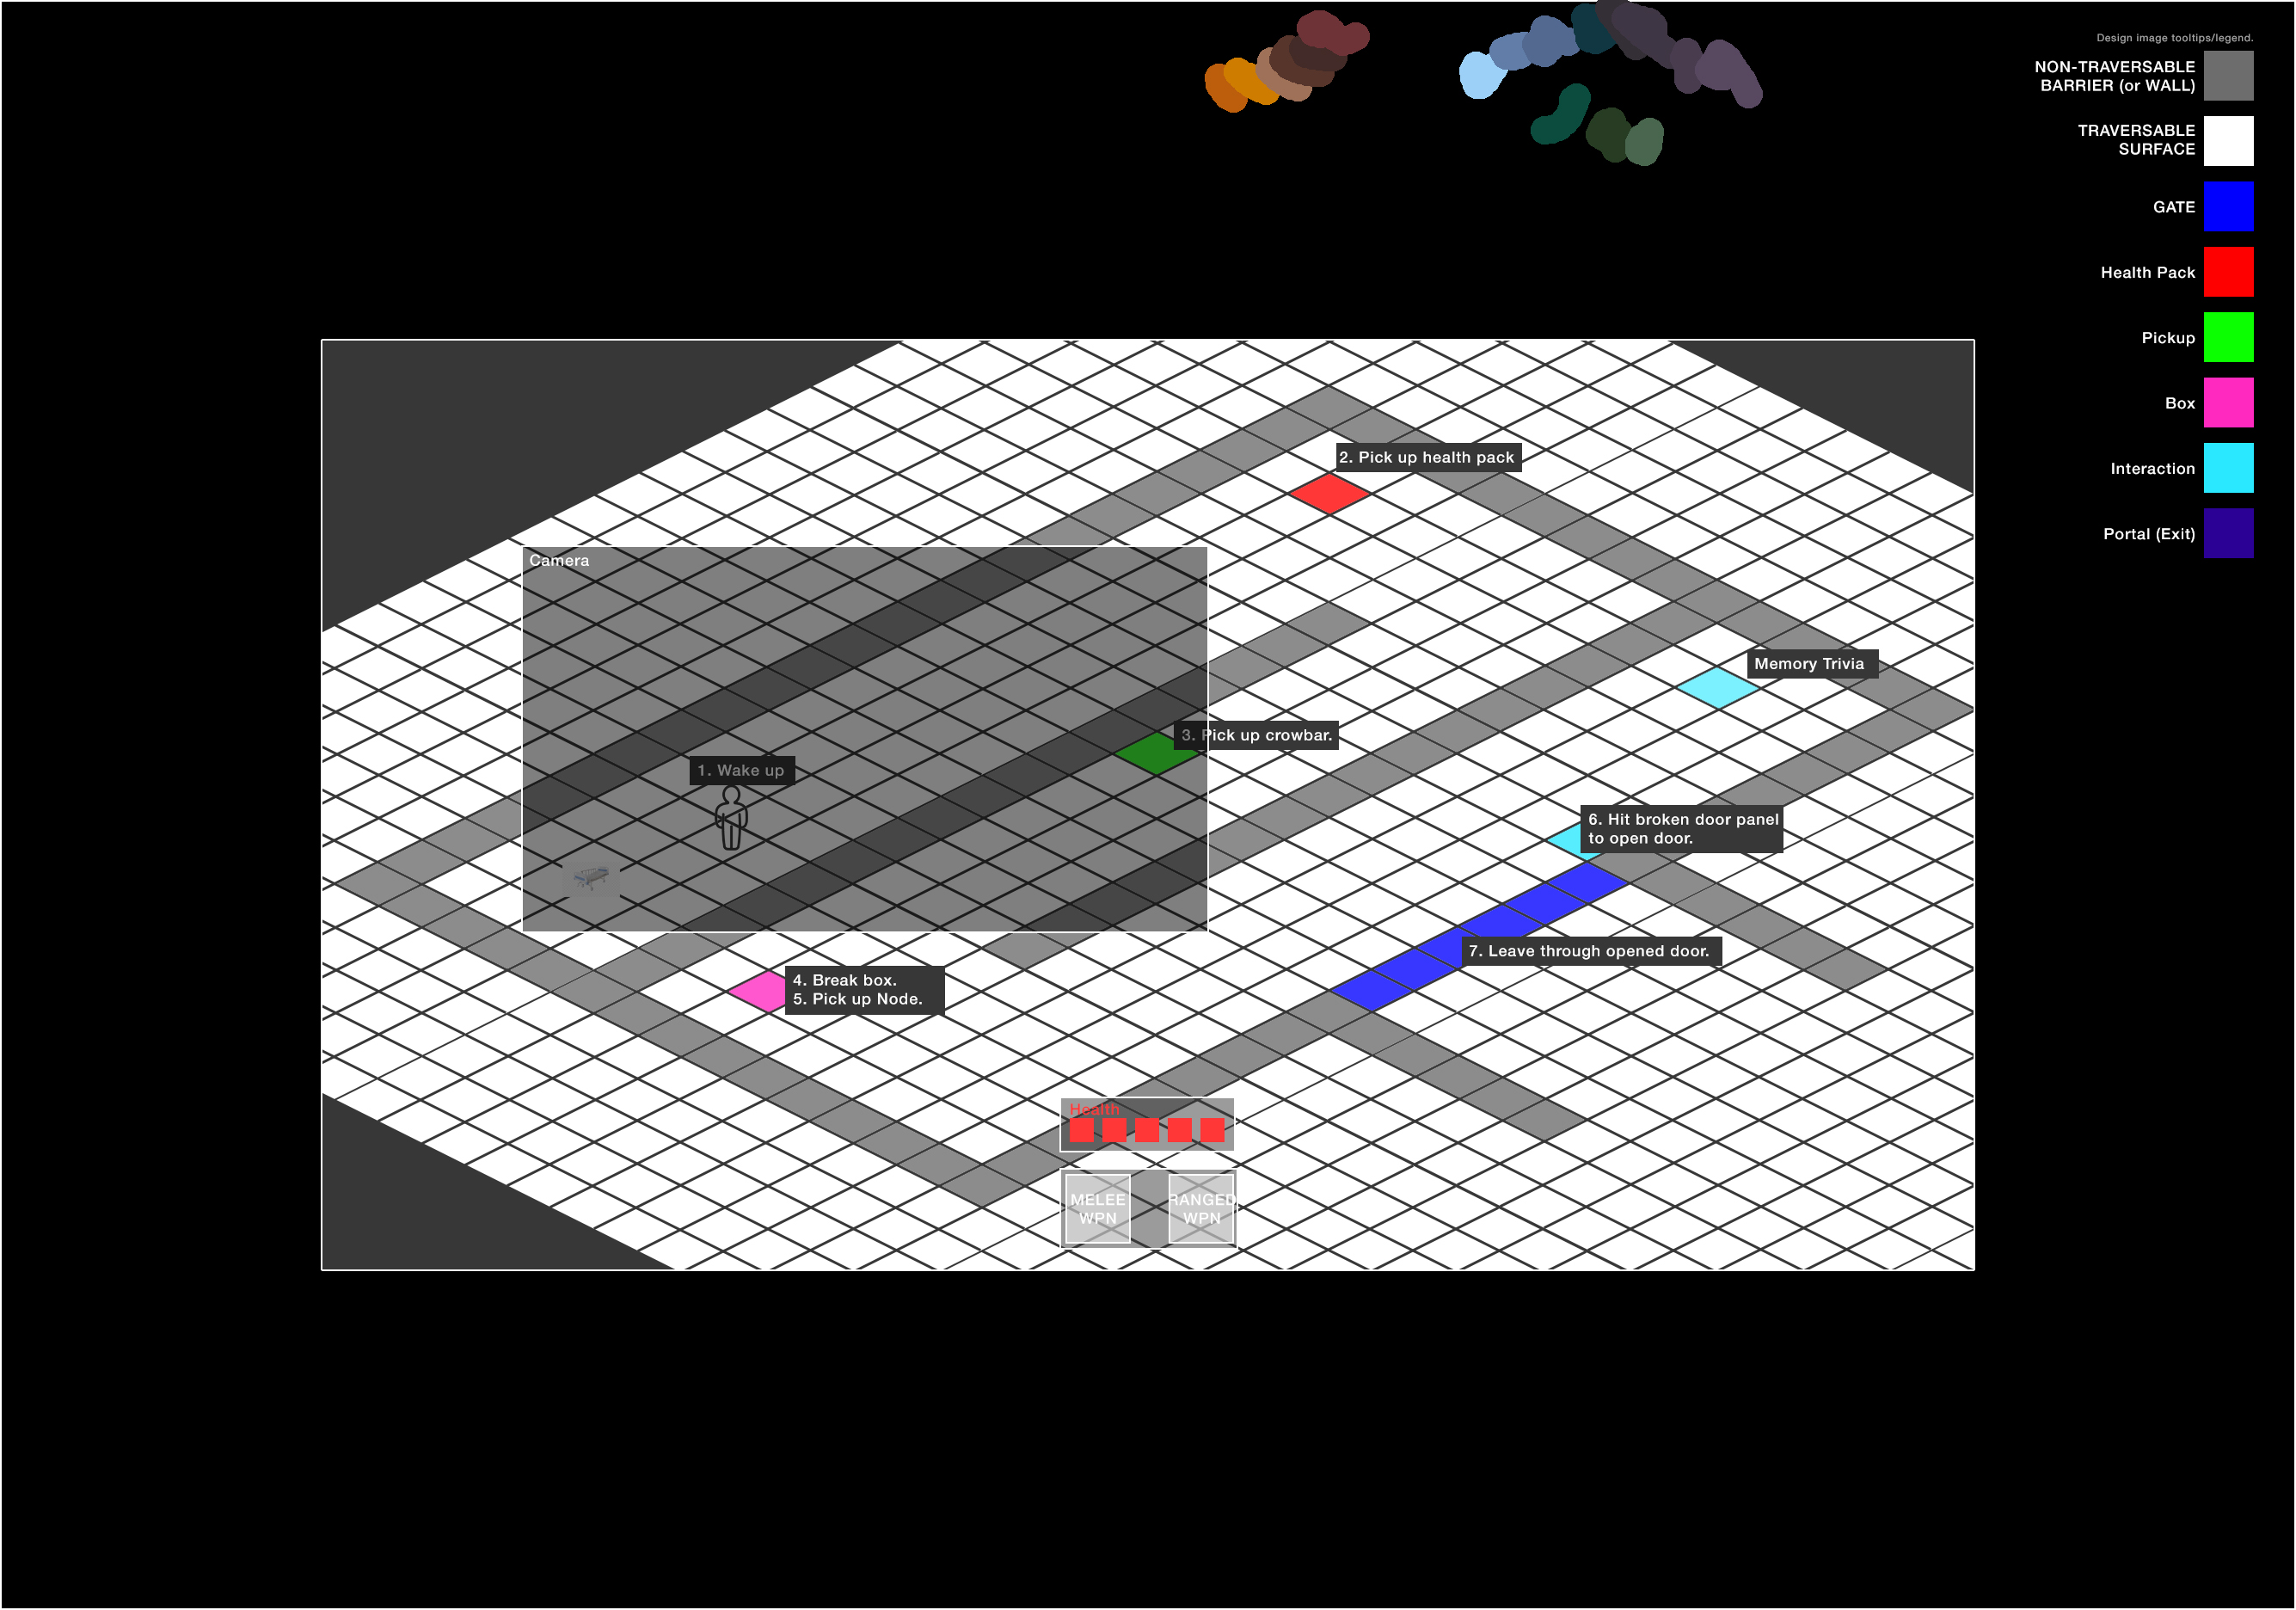 Design image tooltips/legend.
NON-TRAVERSABLE
BARRIER (or WALL)
TRAVERSABLE
SURFACE
GATE
Health Pack
Pickup
Box
Interaction
Portal (Exit)
2. Pick up health pack
Camera
Memory Trivia
3. Pick up crowbar.
1. Wake up
6. Hit broken door panel
to open door.
7. Leave through opened door.
4. Break box.
5. Pick up Node.
Health
MELEE
WPN
RANGED
WPN